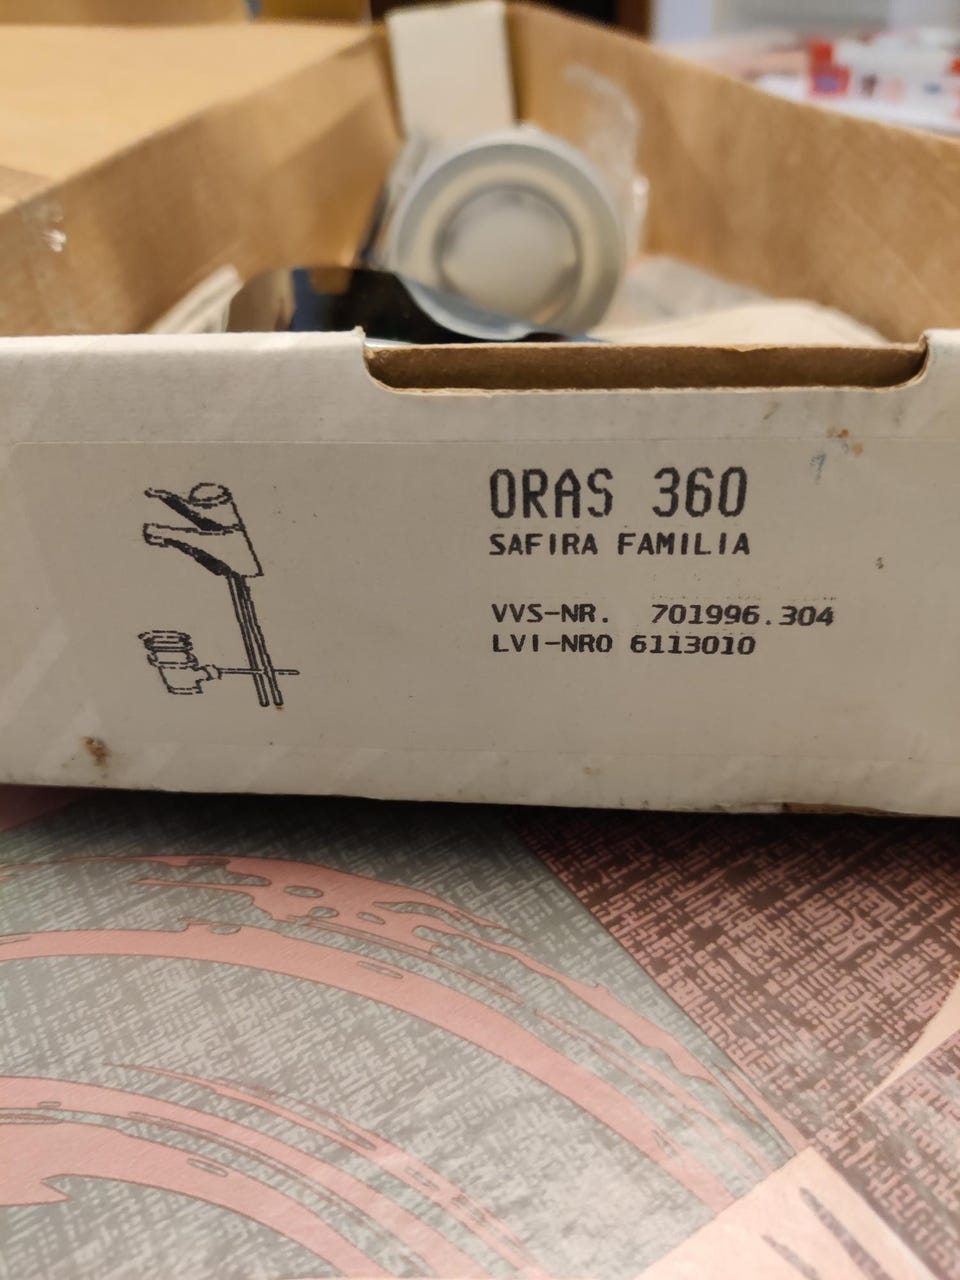 ORAS 360
SAFIRA FAMILIA
VVS-NR. 701996.304
LVI-NRO 6113010